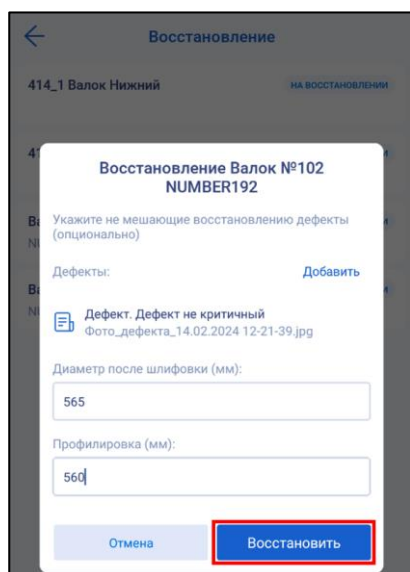 Восстановление
414_1 Валок Нижний
НА ВОССТАНОВЛЕНИИ
41
Восстановление Валок №102
NUMBER192
Укажите не мешающие восстановлению дефекты
(опционально)
Дефекты:
Добавить
Дефект. Дефект не критичный
Фото_дефекта_14.02.2024 12-21-39.jpg
Диаметр после шлифовки (мм):
565
Профилировка (мм):
560
Отмена
Восстановить